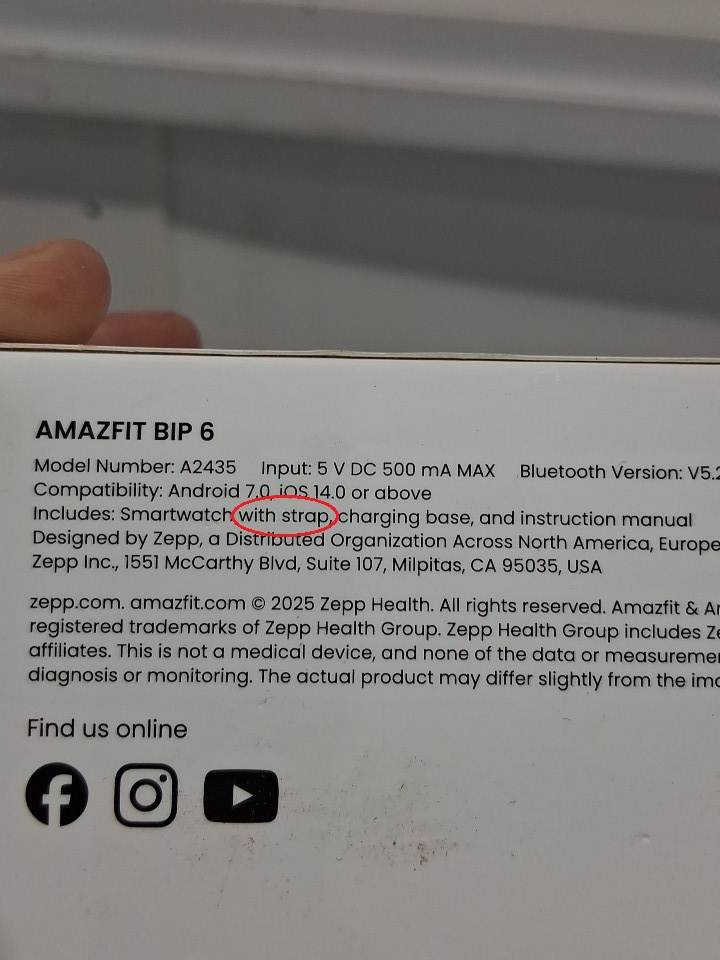 AMAZFIT BIP 6
Model Number: A2435 Input: 5 V DC 500 mA MAX Bluetooth Version: V5.2
Compatibility: Android 7.0, iOS 14.0 or above
Includes: Smartwatch with strap, charging base, and instruction manual
Designed by Zepp, a Distributed Organization Across North America, Europe
Zepp Inc., 1551 McCarthy Blvd, Suite 107, Milpitas, CA 95035, USA
zepp.com. amazfit.com © 2025 Zepp Health. All rights reserved. Amazfit &
registered trademarks of Zepp Health Group. Zepp Health Group includes
affiliates. This is not a medical device, and none of the data or
diagnosis or monitoring. The actual product may differ slightly from the
Find us online